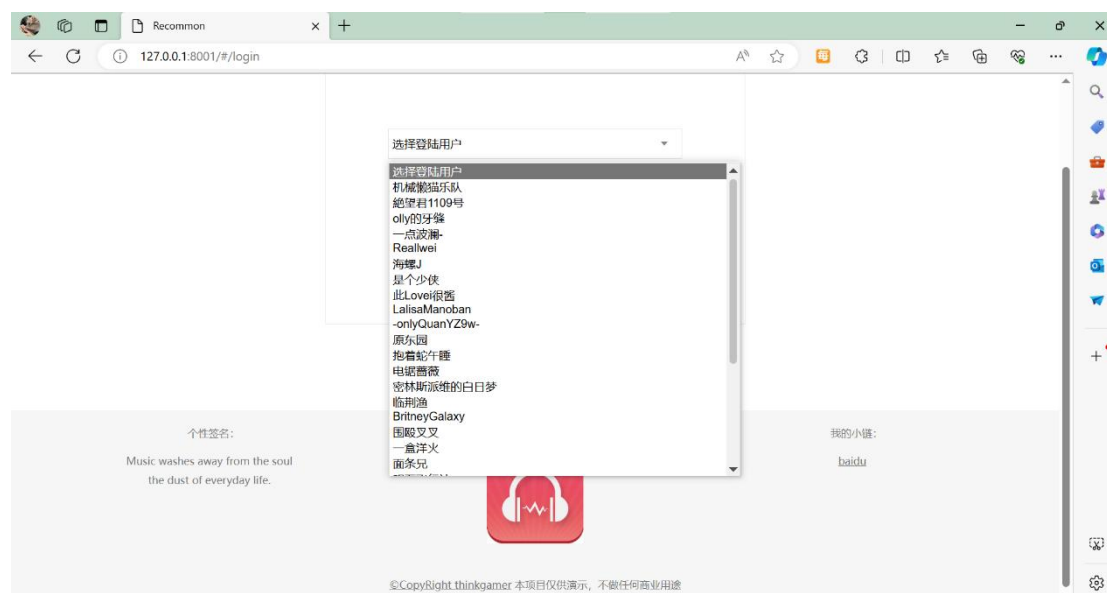 Recommon
127.0.0.1:8001/#/login
选择登陆用户
选择登陆用户
机械懒猫乐队
絶望君1109号
olly的牙缝
一点波澜-
Reallwei
海螺J
是个少侠
此Lovei很酱
LalisaManoban
-onlyQuanYZ9w-
原东园
抱着蛇午睡
电锯蔷薇
密林斯派维的白日梦
临荆渔
BritneyGalaxy
围殴叉叉
一盒洋火
面条兄
个性签名：
Music washes away from the soul
the dust of everyday life.
我的小链：
baidu
©CopyRight thinkgamer 本项目仅供演示，不做任何商业用途